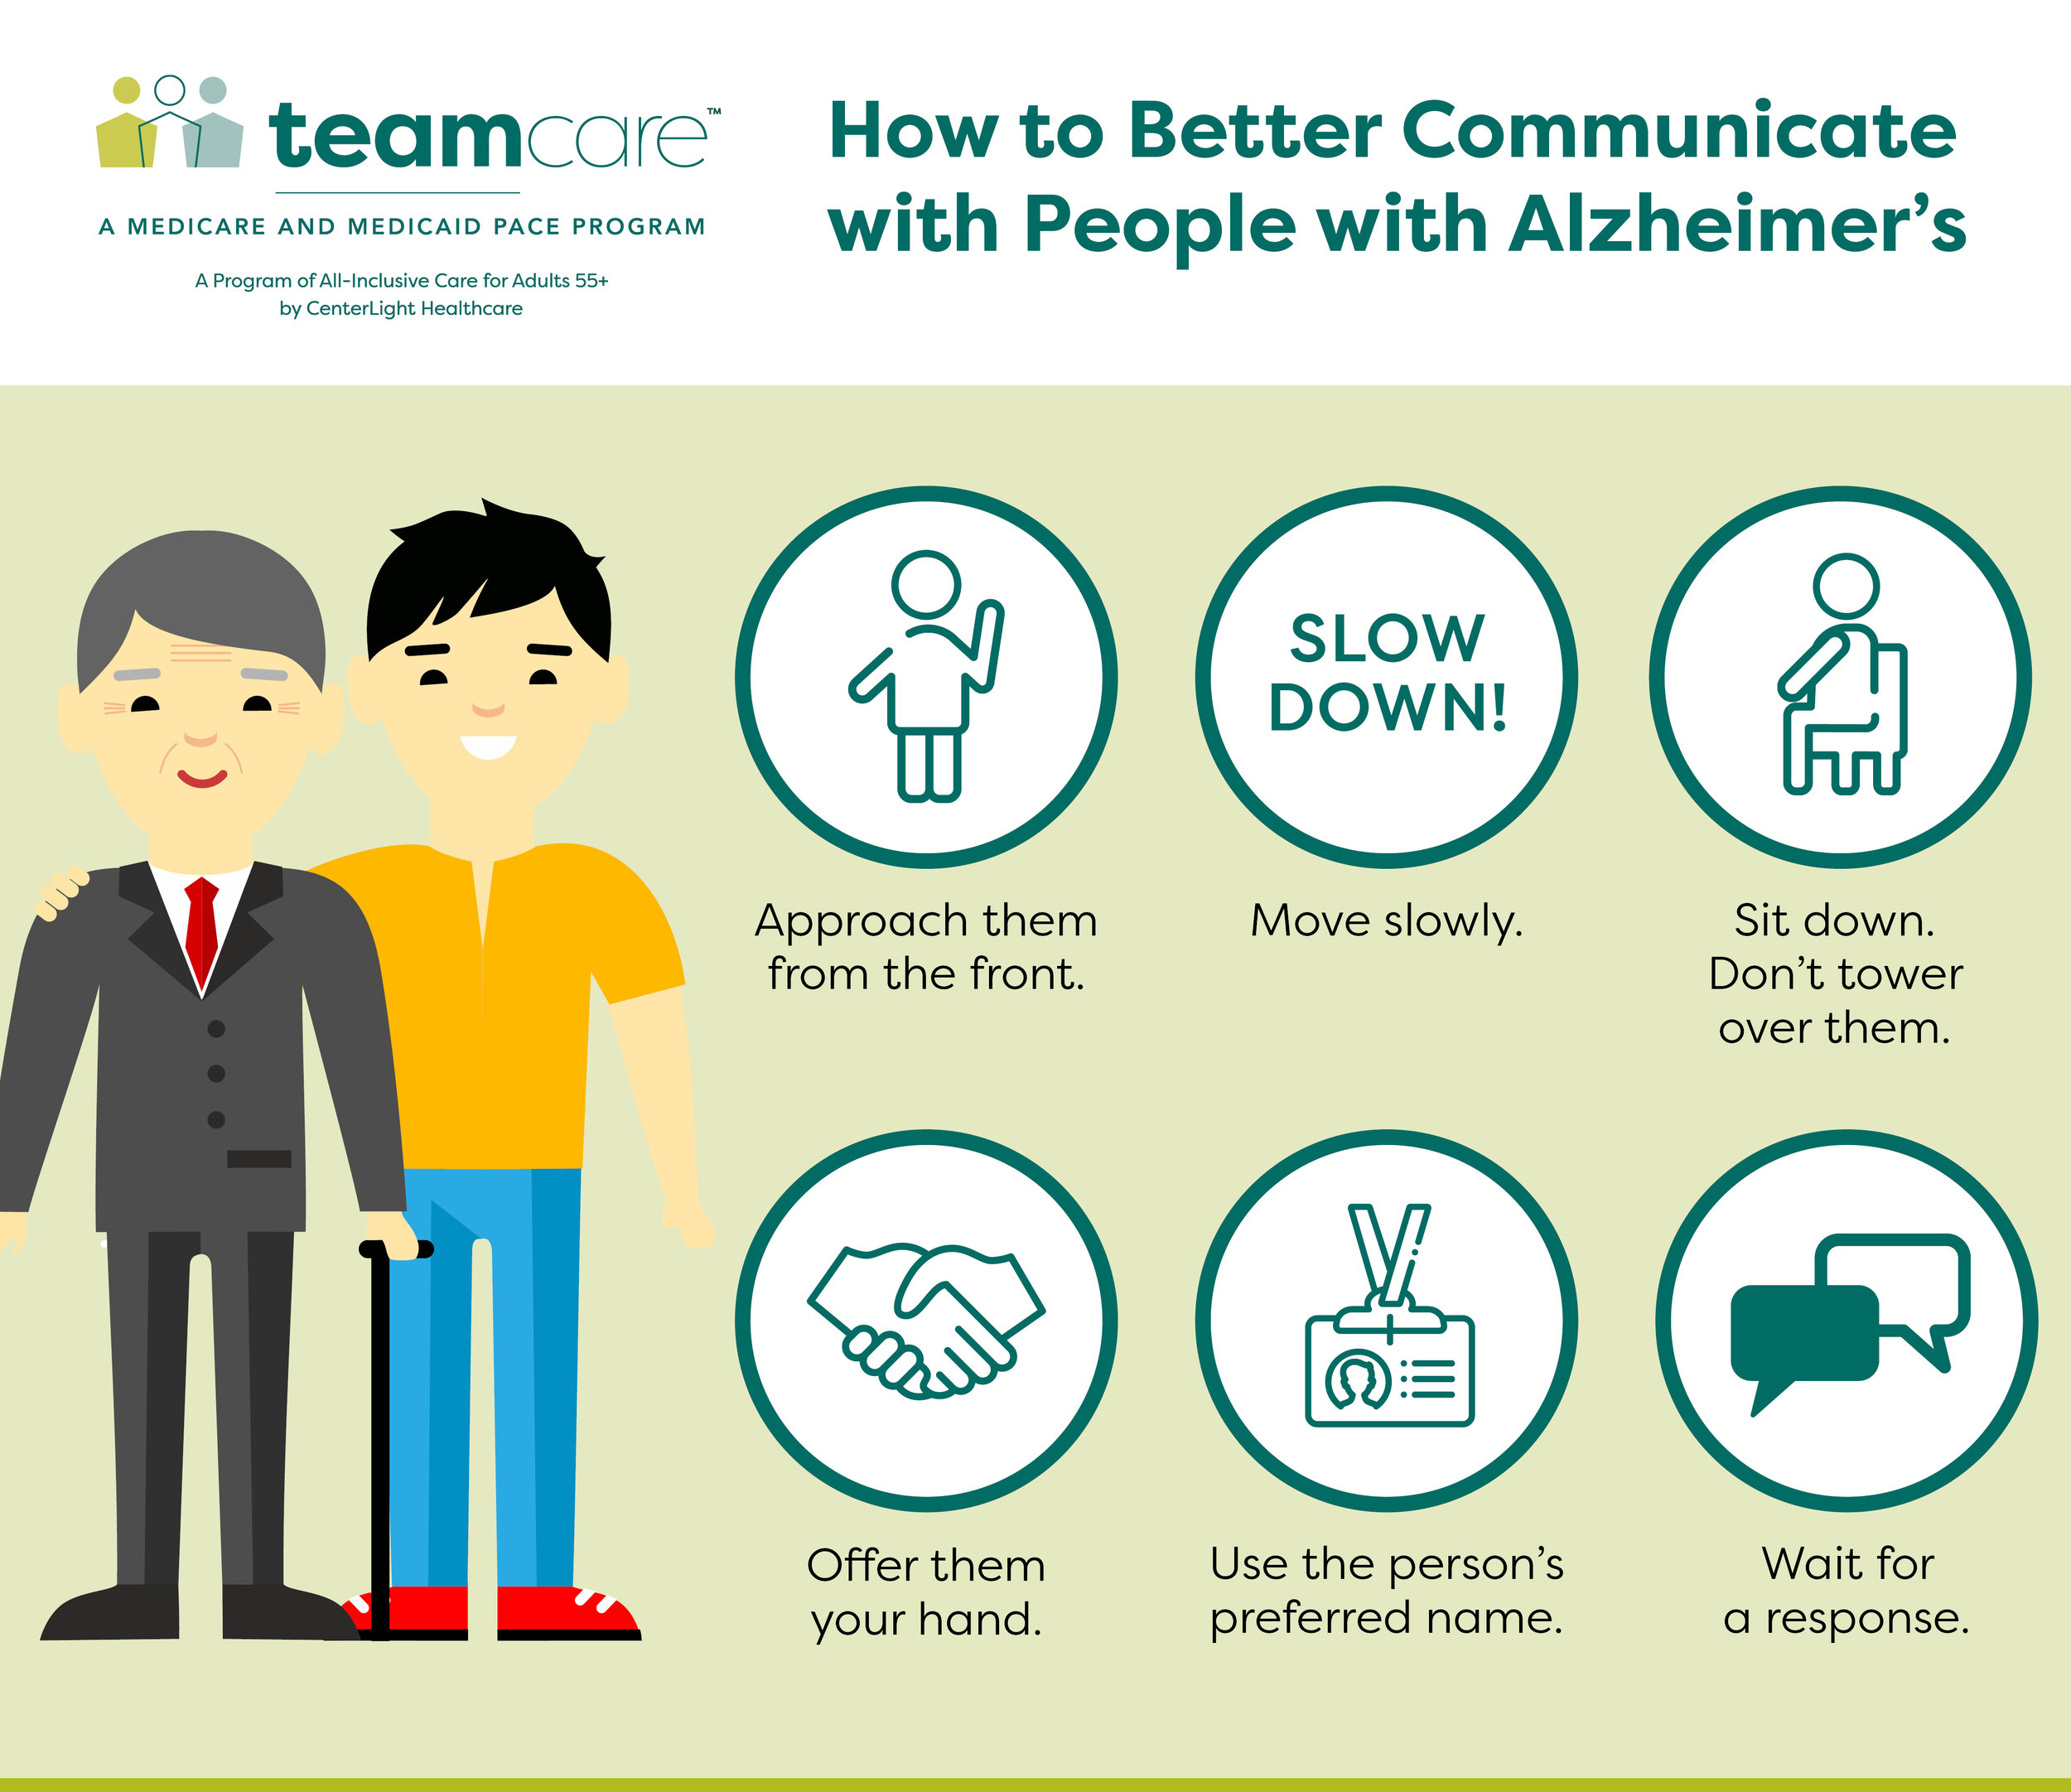 teamcare™
A MEDICARE AND MEDICAID PACE PROGRAM
A Program of All-Inclusive Care for Adults 55+
by CenterLight Healthcare
How to Better Communicate
with People with Alzheimer’s
SLOW
DOWN!
Approach them
from the front.
Move slowly.
Sit down.
Don’t tower
over them.
Offer them
your hand.
Use the person’s
preferred name.
Wait for
a response.